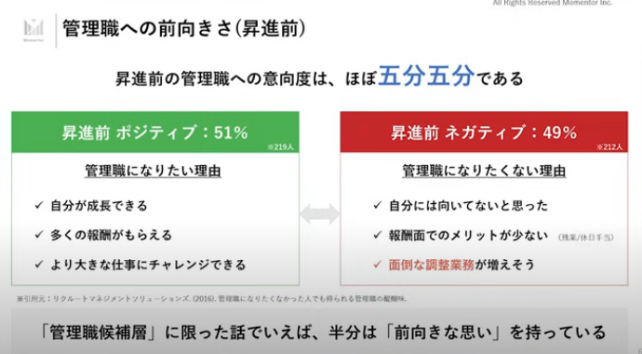 All Rights Reserved Momentor Inc.
Momentor
管理職への前向きさ(昇進前)
昇進前の管理職への意向度は、ほぼ五分五分である
昇進前 ポジティブ：51%
※219人
管理職になりたい理由
✓ 自分が成長できる
✓ 多くの報酬がもらえる
✓ より大きな仕事にチャレンジできる
昇進前 ネガティブ：49%
※212人
管理職になりたくない理由
✓ 自分には向いてないと思った
✓ 報酬面でのメリットが少ない （残業/休日手当）
✓ 面倒な調整業務が増えそう
※引用元：リクルートマネジメントソリューションズ. (2016). 管理職になりたくなかった人でも得られる管理職の醍醐味.
「管理職候補層」に限った話でいえば、半分は「前向きな思い」を持っている